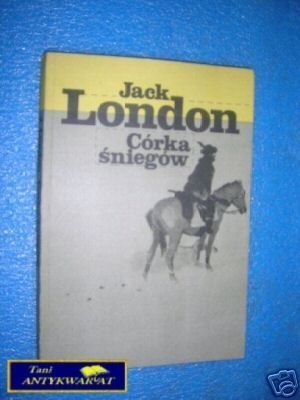 Jack
London
Córka
śniegów
Tani
ANTYKWARYAT